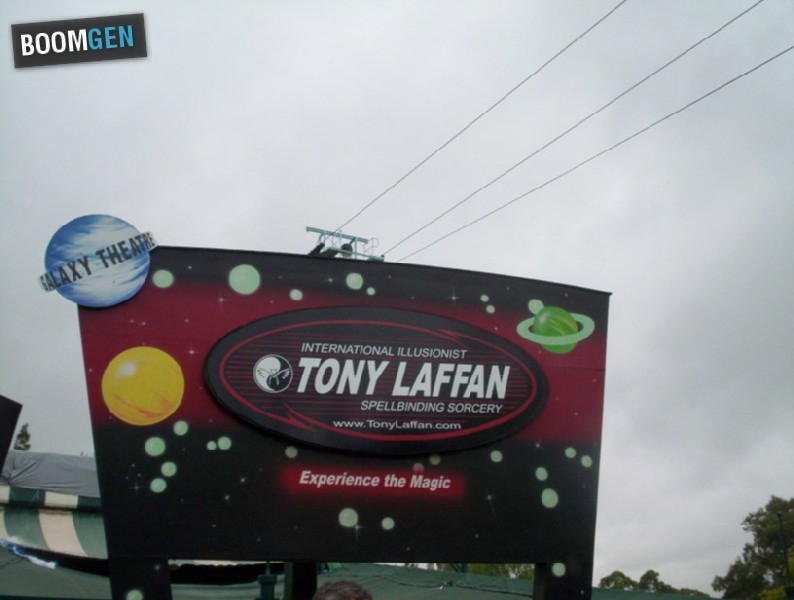 BOOMGEN
GALAXY THEATRE
INTERNATIONAL ILLUSIONIST
TONY LAFFAN
SPELLBINDING SORCERY
www.TonyLaffan.com
Experience the Magic